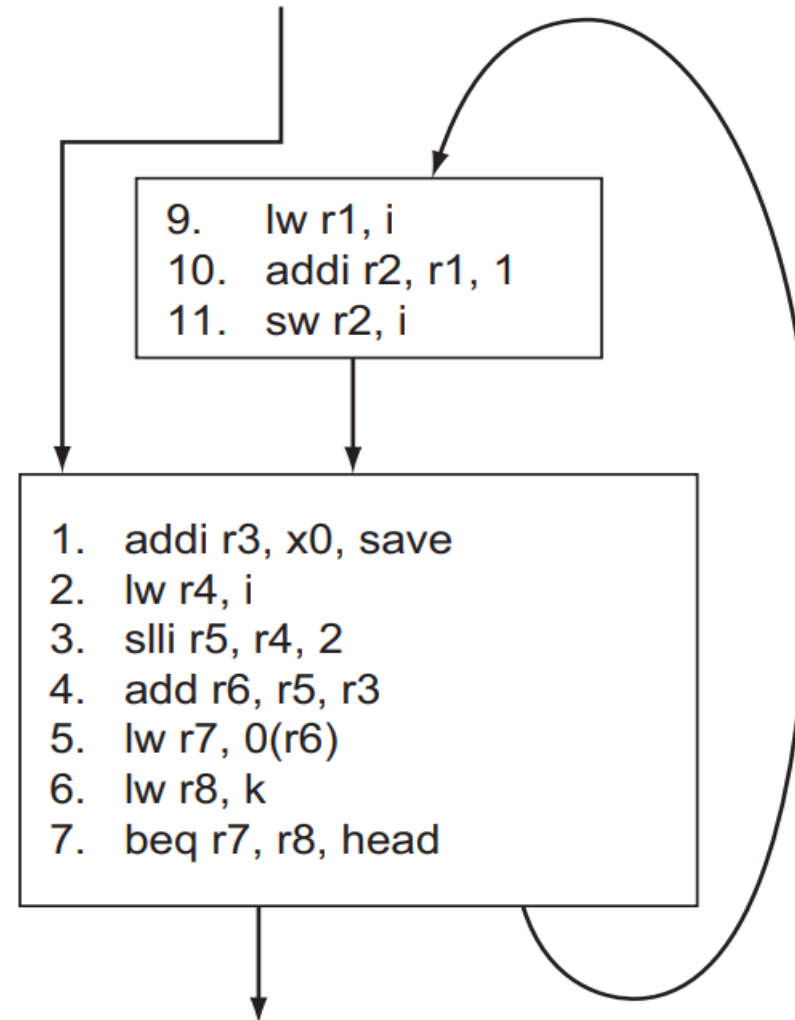 9. lw r1, i
10. addi r2, r1, 1
11. sw r2, i
1. addi r3, x0, save
2. lw r4, i
3. slli r5, r4, 2
4. add r6, r5, r3
5. lw r7, 0(r6)
6. lw r8, k
7. beq r7, r8, head